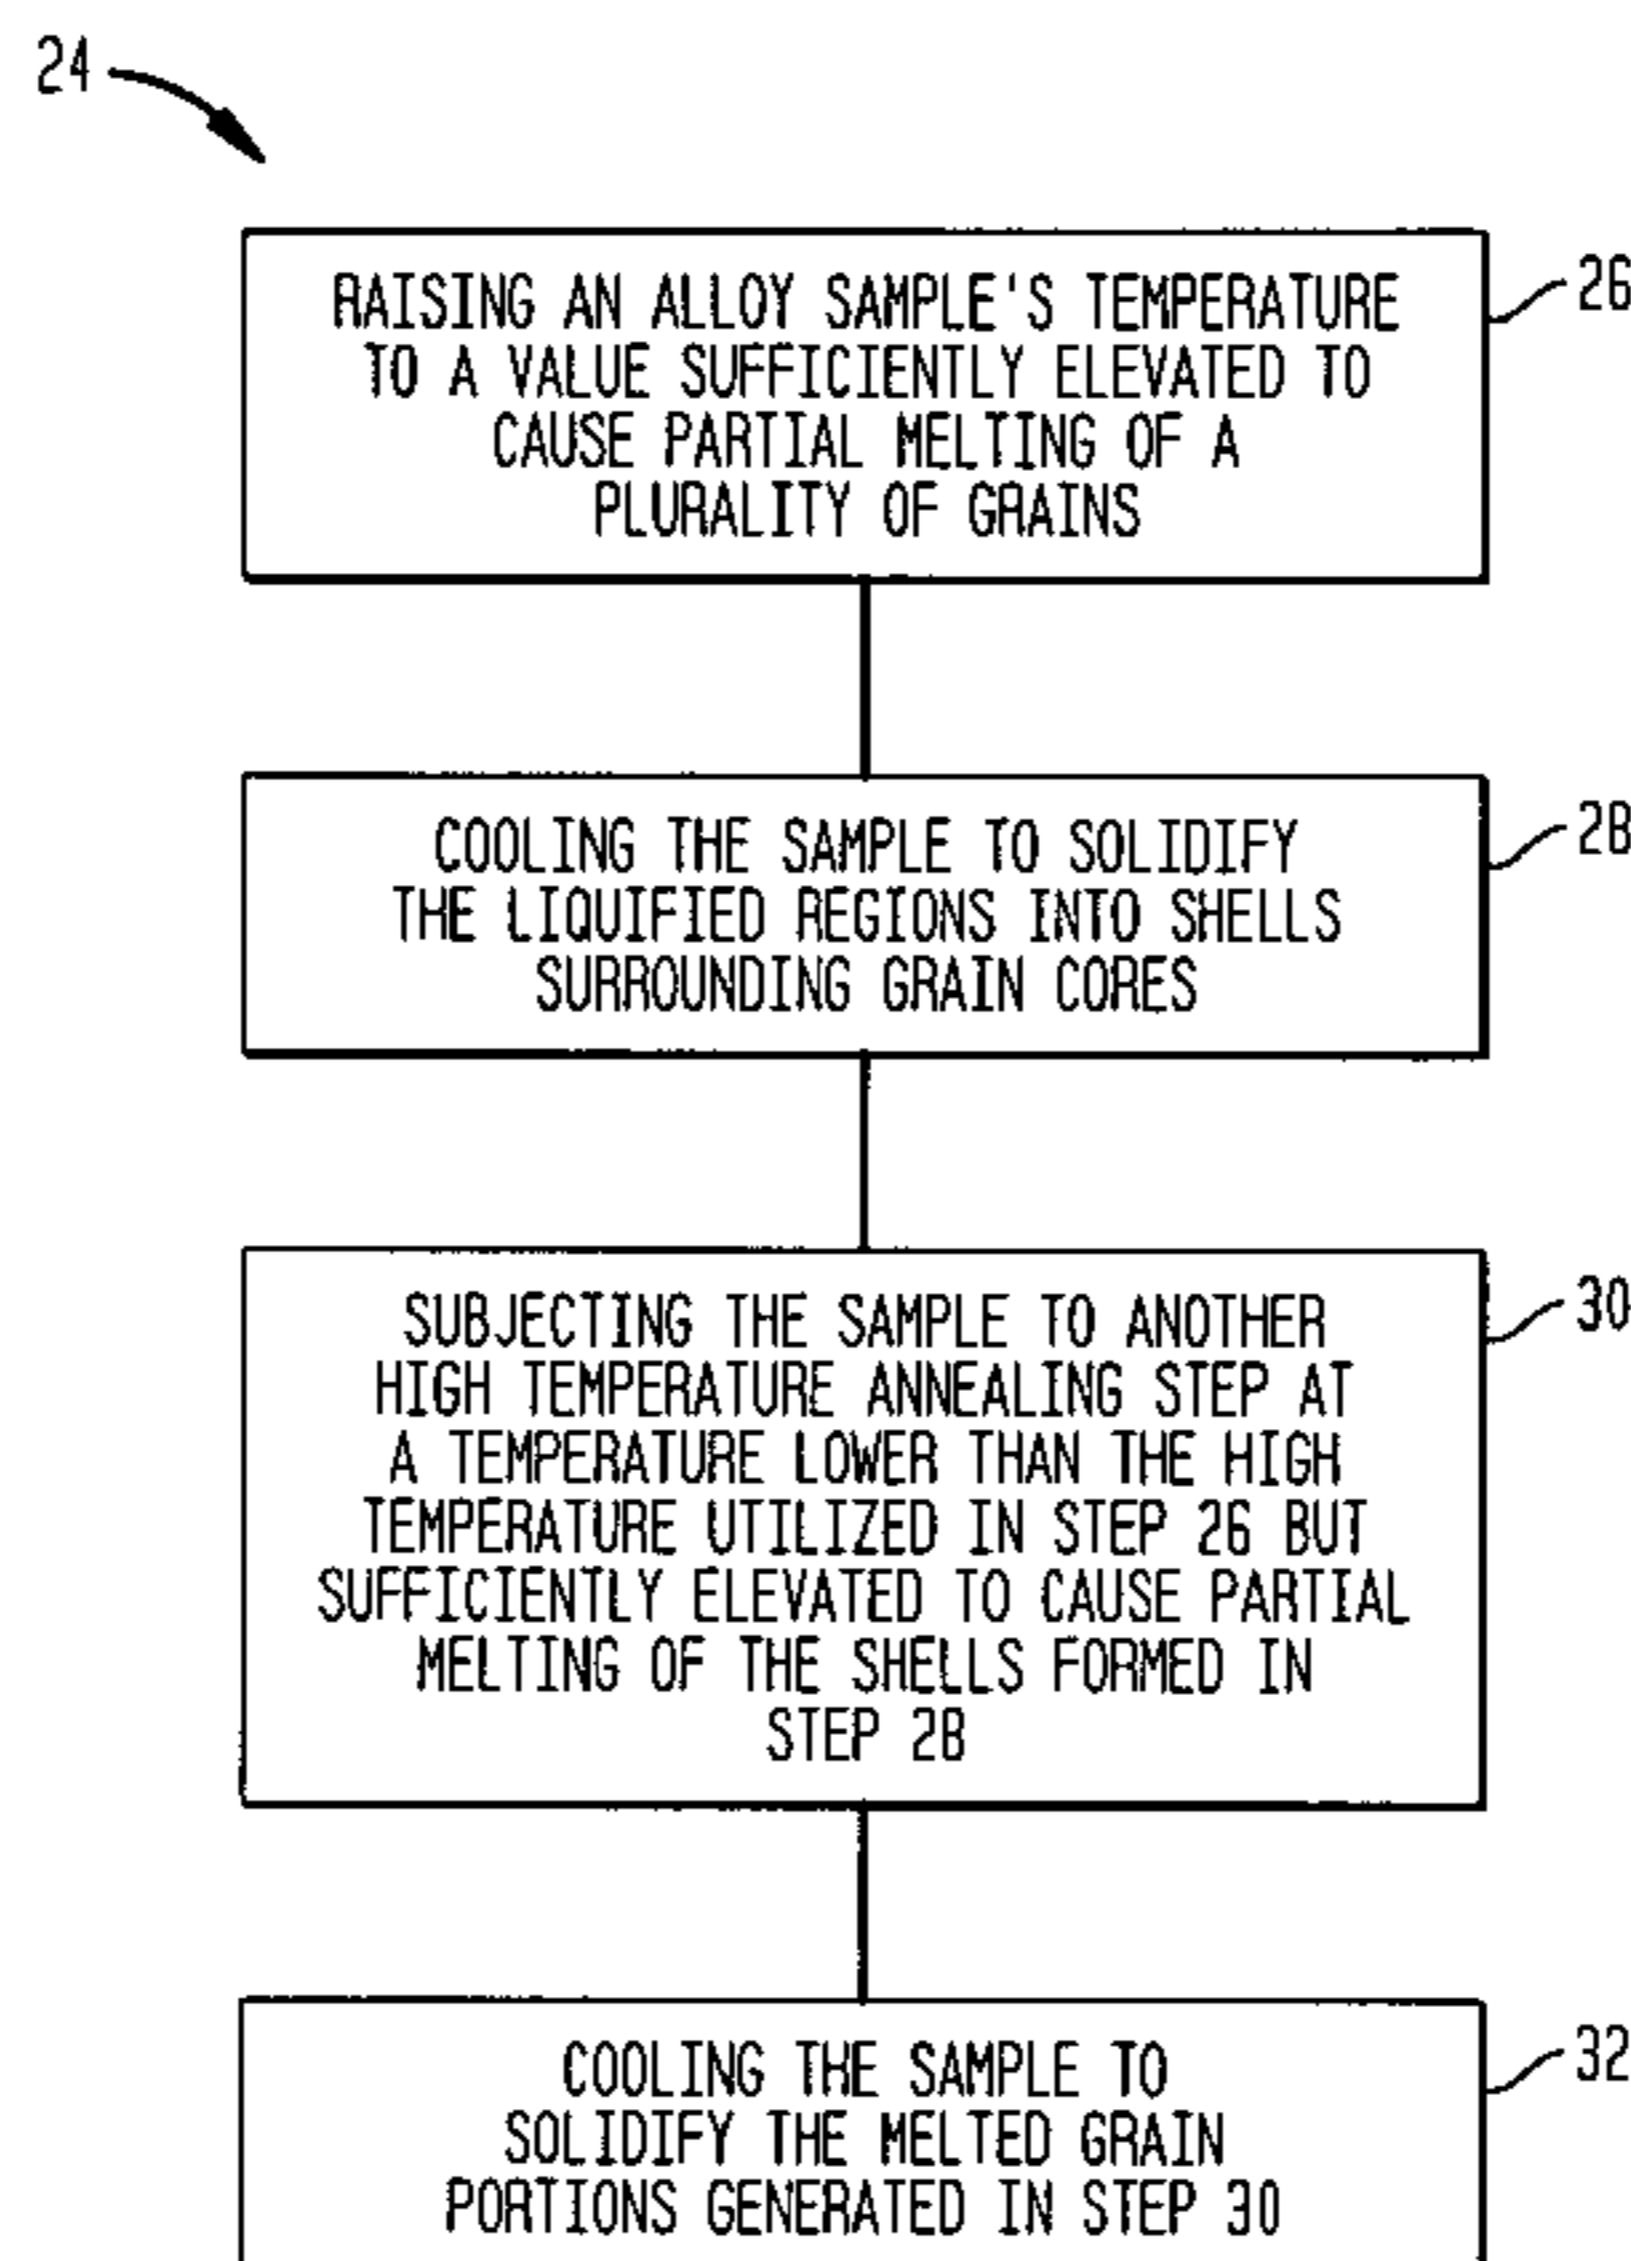 24
RAISING AN ALLOY SAMPLE'S TEMPERATURE
26
TO A VALUE SUFFICIENTLY ELEVATED TO
CAUSE PARTIAL MELTING OF A
PLURALITY OF GRAINS
COOLING THE SAMPLE TO SOLIDIFY
28
THE LIQUIFIED REGIONS INTO SHELLS
SURROUNDING GRAIN CORES
SUBJECTING THE SAMPLE TO ANOTHER
30
HIGH TEMPERATURE ANNEALING STEP AT
A TEMPERATURE LOWER THAN THE HIGH
TEMPERATURE UTILIZED IN STEP 26 BUT
SUFFICIENTLY ELEVATED TO CAUSE PARTIAL
MELTING OF THE SHELLS FORMED IN
STEP 28
COOLING THE SAMPLE TO
32
SOLIDIFY THE MELTED GRAIN
PORTIONS GENERATED IN STEP 30